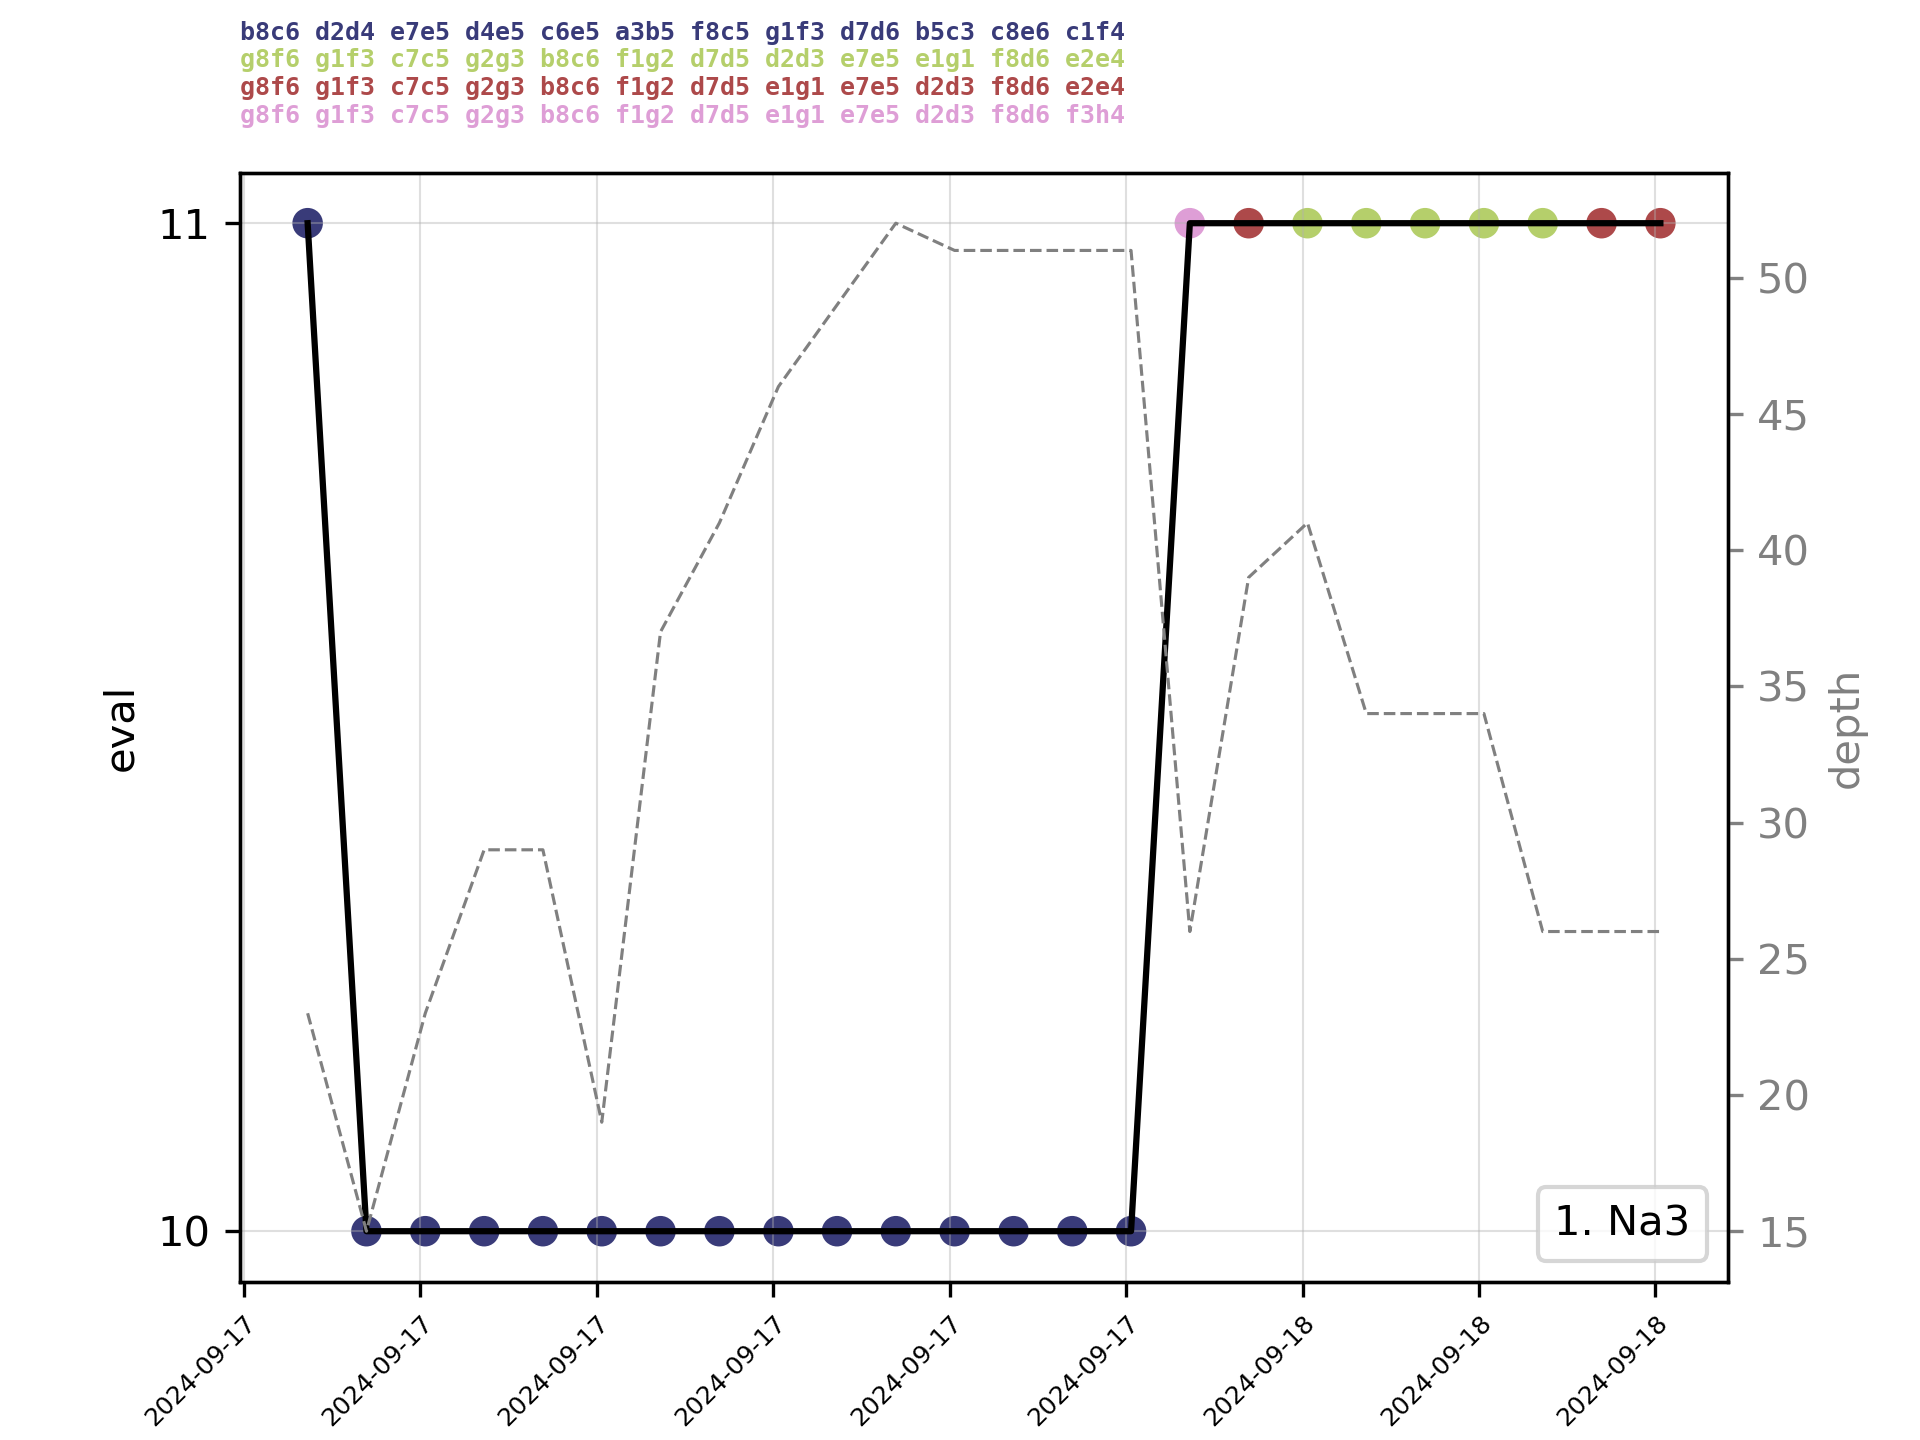 b8c6 d2d4 e7e5 d4e5 c6e5 a3b5 f8c5 g1f3 d7d6 b5c3 c8e6 c1f4
g8f6 g1f3 c7c5 g2g3 b8c6 f1g2 d7d5 d2d3 e7e5 e1g1 f8d6 e2e4
g8f6 g1f3 c7c5 g2g3 b8c6 f1g2 d7d5 e1g1 e7e5 d2d3 f8d6 e2e4
g8f6 g1f3 c7c5 g2g3 b8c6 f1g2 d7d5 e1g1 e7e5 d2d3 f8d6 f3h4
11
10
eval
50
45
40
35
30
25
20
15
depth
1. Na3
2024-09-17
2024-09-17
2024-09-17
2024-09-17
2024-09-17
2024-09-17
2024-09-18
2024-09-18
2024-09-18